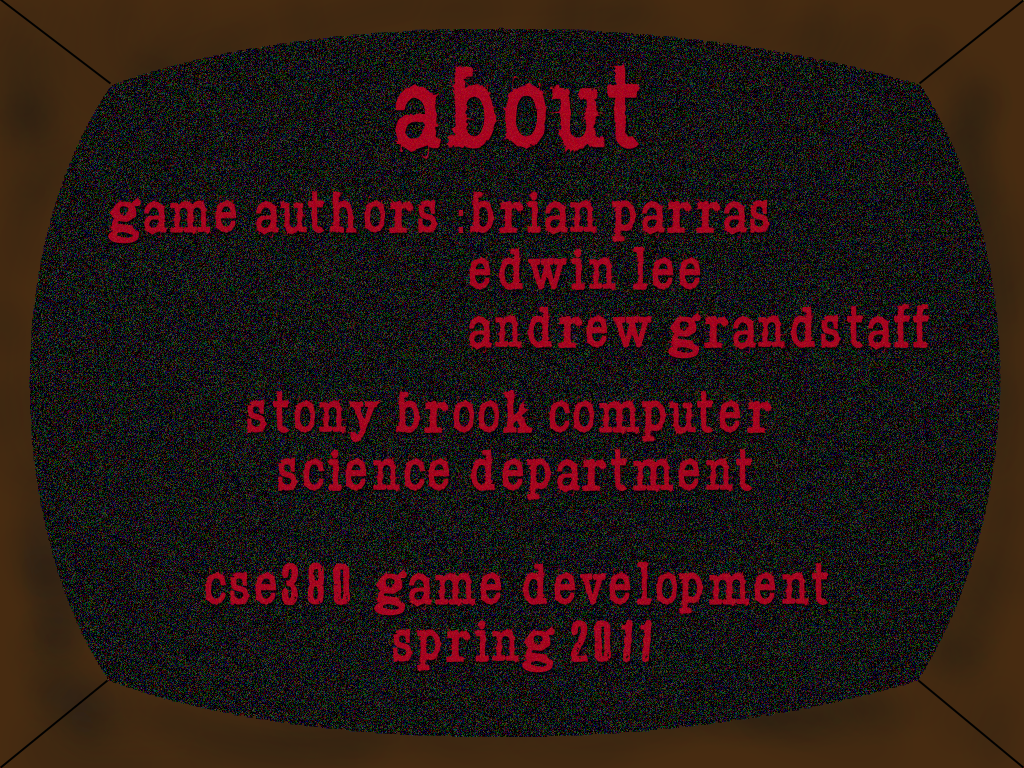 about
game authors :brian parras
edwin lee
andrew grandstaff
stony brook computer
science department
cse380 game development
spring 2011